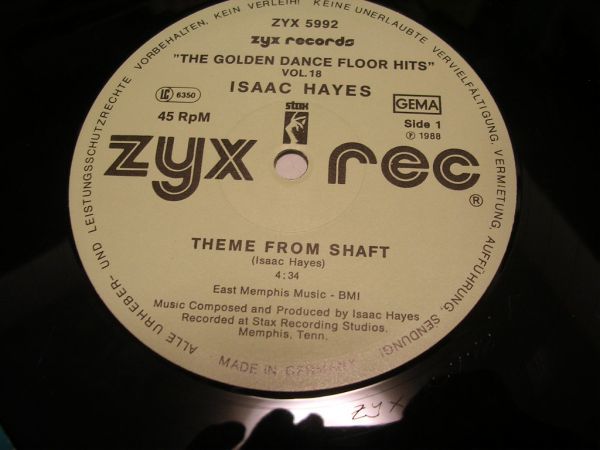 ALLE URHEBER- UND LEISTUNGSSCHUTZRECHTE VORBEHALTEN, KEIN VERLEIH! KEINE UNERLAUBTE VERVIELFÄLTIGUNG, VERMIETUNG, AUFFÜHRUNG, SENDUNG!
ZYX 5992
zyx records
"THE GOLDEN DANCE FLOOR HITS"
VOL.18
ISAAC HAYES
LC 6350
stax
GEMA
45 RpM
Side 1
Ⓟ 1988
zyx rec ®
THEME FROM SHAFT
(Isaac Hayes)
4:34
East Memphis Music - BMI
Music Composed and Produced by Isaac Hayes
Recorded at Stax Recording Studios,
Memphis, Tenn.
MADE IN GERMANY
ZYX